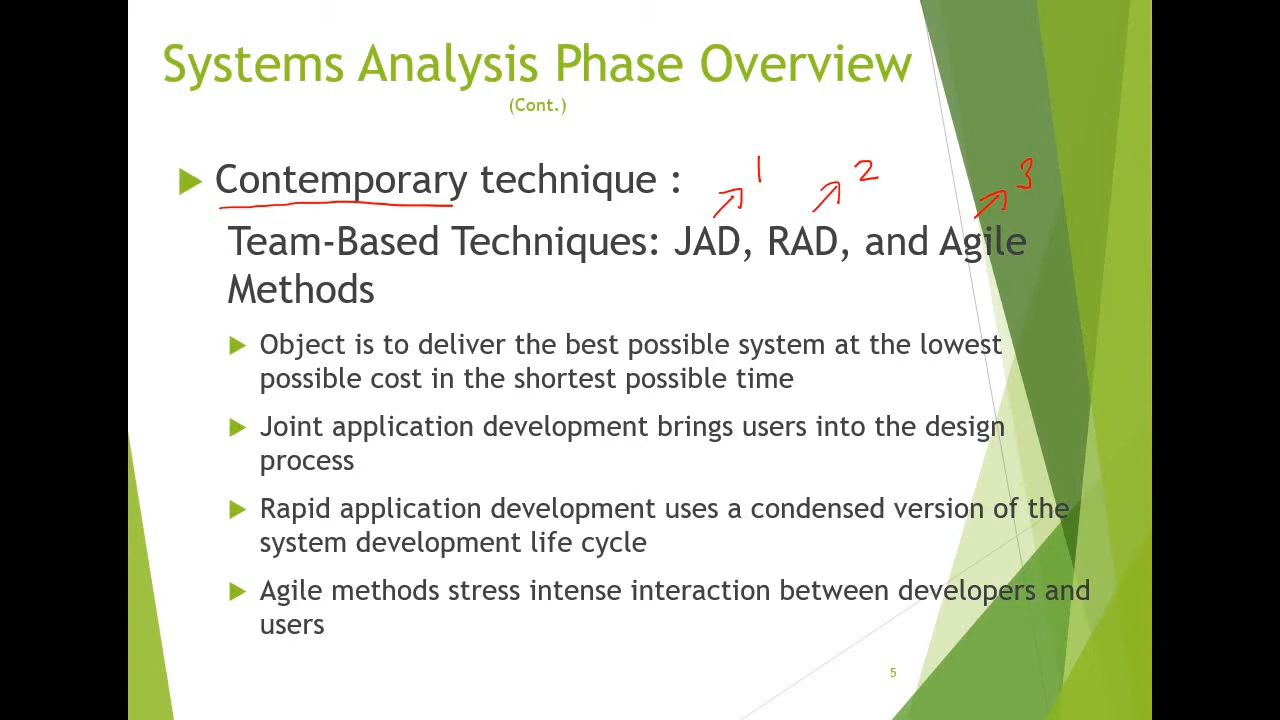 Systems Analysis Phase Overview
(Cont.)
Contemporary technique :
1 2 3
Team-Based Techniques: JAD, RAD, and Agile
Methods
Object is to deliver the best possible system at the lowest
possible cost in the shortest possible time
Joint application development brings users into the design
process
Rapid application development uses a condensed version of the
system development life cycle
Agile methods stress intense interaction between developers and
users
5